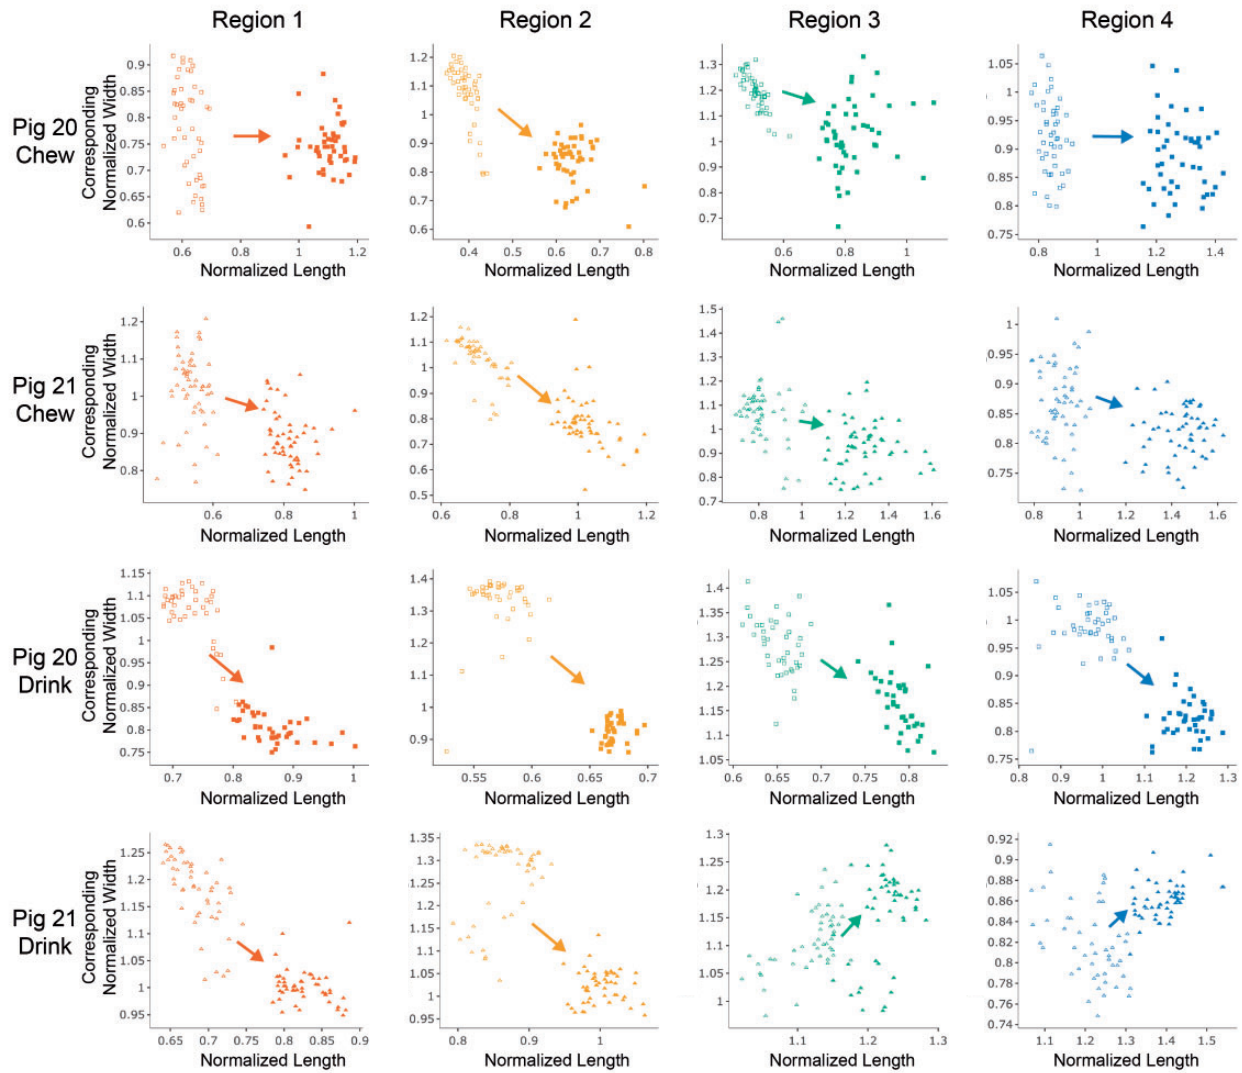 Region 1 Region 2 Region 3 Region 4
Pig 20
Chew
Corresponding
Normalized Width
0.9
0.85
0.8
0.75
0.7
0.65
0.6
0.6 0.8 1 1.2
Normalized Length
1.2
1.1
1
0.9
0.8
0.7
0.6
0.4 0.5 0.6 0.7 0.8
Normalized Length
1.3
1.2
1.1
1
0.9
0.8
0.7
0.6 0.8 1
Normalized Length
1.05
1
0.95
0.9
0.85
0.8
0.75
0.8 1 1.2 1.4
Normalized Length
Pig 21
Chew
Corresponding
Normalized Width
1.2
1.1
1
0.9
0.8
0.6 0.8 1
Normalized Length
1.2
1.1
1
0.9
0.8
0.7
0.6
0.5
0.6 0.8 1 1.2
Normalized Length
1.5
1.4
1.3
1.2
1.1
1
0.9
0.8
0.7
0.8 1 1.2 1.4 1.6
Normalized Length
1
0.95
0.9
0.85
0.8
0.75
0.8 1 1.2 1.4 1.6
Normalized Length
Pig 20
Drink
Corresponding
Normalized Width
1.15
1.1
1.05
1
0.95
0.9
0.85
0.8
0.75
0.7 0.8 0.9 1
Normalized Length
1.4
1.3
1.2
1.1
1
0.9
0.55 0.6 0.65 0.7
Normalized Length
1.4
1.35
1.3
1.25
1.2
1.15
1.1
1.05
0.6 0.65 0.7 0.75 0.8
Normalized Length
1.05
1
0.95
0.9
0.85
0.8
0.75
0.8 0.9 1 1.1 1.2 1.3
Normalized Length
Pig 21
Drink
Corresponding
Normalized Width
1.25
1.2
1.15
1.1
1.05
1
0.95
0.65 0.7 0.75 0.8 0.85 0.9
Normalized Length
1.35
1.3
1.25
1.2
1.15
1.1
1.05
1
0.95
0.8 0.9 1
Normalized Length
1.3
1.25
1.2
1.15
1.1
1.05
1
1.1 1.2 1.3
Normalized Length
0.92
0.9
0.88
0.86
0.84
0.82
0.8
0.78
0.76
0.74
1.1 1.2 1.3 1.4 1.5
Normalized Length